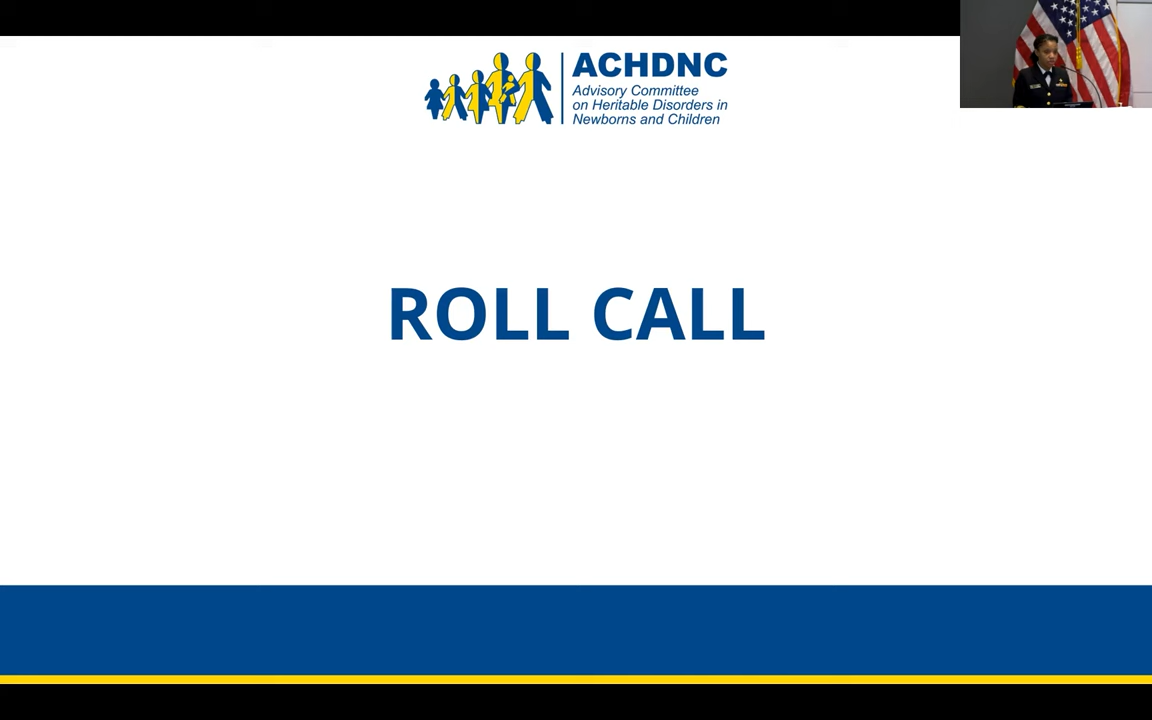 ACHDNC
Advisory Committee
on Heritable Disorders in
Newborns and Children
ROLL CALL